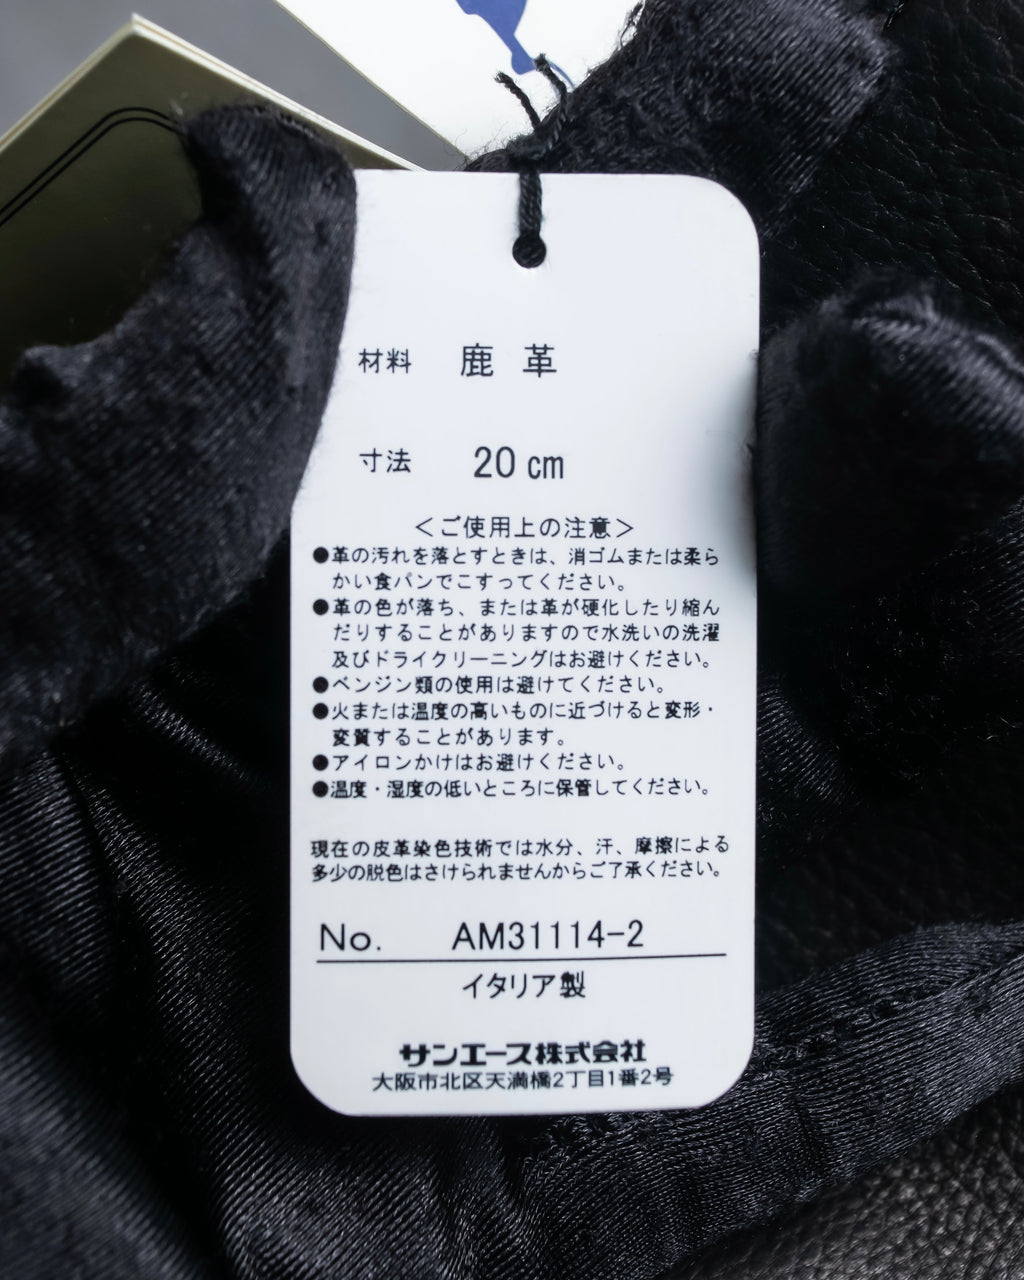 材料 鹿革
寸法 20 cm
＜ご使用上の注意＞
●革の汚れを落とすときは、消ゴムまたは柔ら
かい食パンでこすってください。
●革の色が落ち、または革が硬化したり縮ん
だりすることがありますので水洗いの洗濯
及びドライクリーニングはお避けください。
●ベンジン類の使用は避けてください。
●火または温度の高いものに近づけると変形・
変質することがあります。
●アイロンかけはお避けください。
●温度・湿度の低いところに保管してください。
現在の皮革染色技術では水分、汗、摩擦による
多少の脱色はさけられませんからご了承ください。
No. AM31114-2
イタリア製
サンエース株式会社
大阪市北区天満橋2丁目1番2号